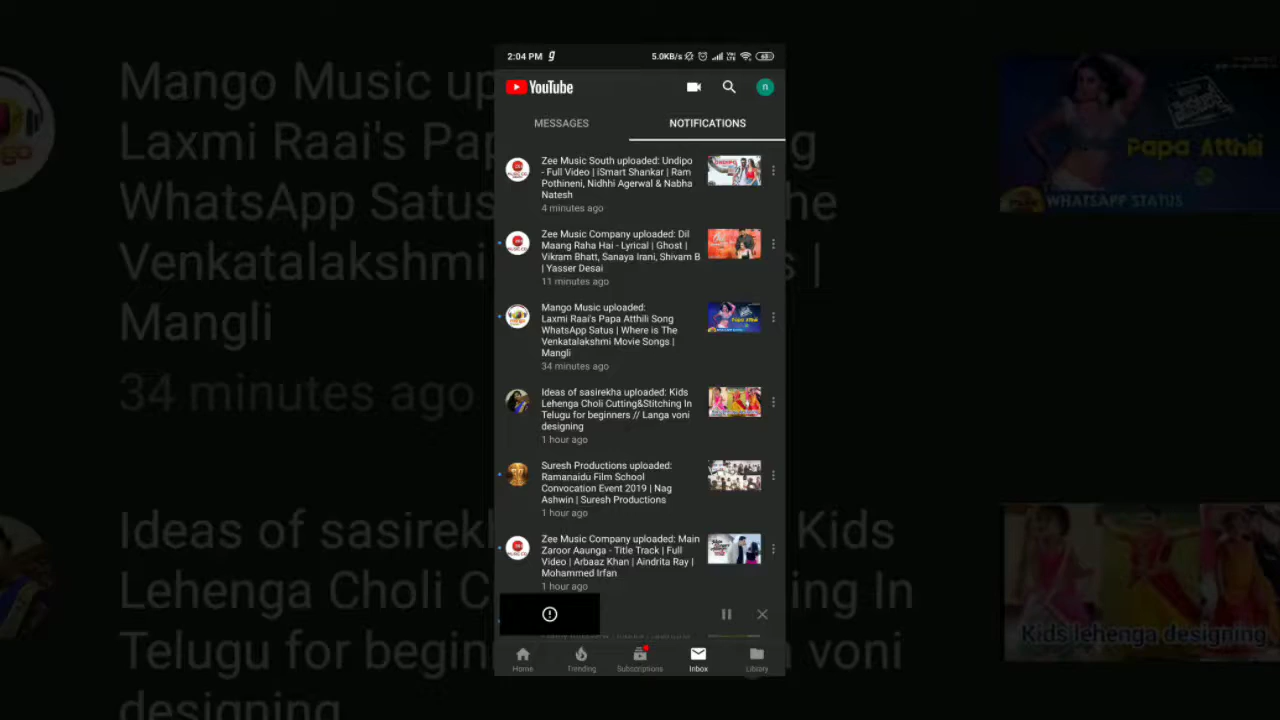 2:04 PM g
5.0KB/s
YouTube
n
MESSAGES
NOTIFICATIONS
Zee Music South uploaded: Undipo
- Full Video | iSmart Shankar | Ram
Pothineni, Nidhhi Agerwal & Nabha
Natesh
4 minutes ago
Zee Music Company uploaded: Dil
Maang Raha Hai - Lyrical | Ghost |
Vikram Bhatt, Sanaya Irani, Shivam B
| Yasser Desai
11 minutes ago
Mango Music uploaded:
Laxmi Raai's Papa Atthili Song
WhatsApp Satus | Where is The
Venkatalakshmi Movie Songs |
Mangli
34 minutes ago
Ideas of sasirekha uploaded: Kids
Lehenga Choli Cutting&Stitching In
Telugu for beginners // Langa voni
designing
1 hour ago
Suresh Productions uploaded:
Ramanaidu Film School
Convocation Event 2019 | Nag
Ashwin | Suresh Productions
1 hour ago
Zee Music Company uploaded: Main
Zaroor Aaunga - Title Track | Full
Video | Arbaaz Khan | Aindrita Ray |
Mohammed Irfan
1 hour ago
Home
Trending
Subscriptions
Inbox
Library
Mango Music up
Laxmi Raai's Pap
WhatsApp Satus
Venkatalakshmi
Mangli
34 minutes ago
Ideas of sasirekh
Kids
Lehenga Choli C
In
Telugu for begin
voni
designing
Papa Atthili
WHATSAPP STATUS
Kids lehenga designing